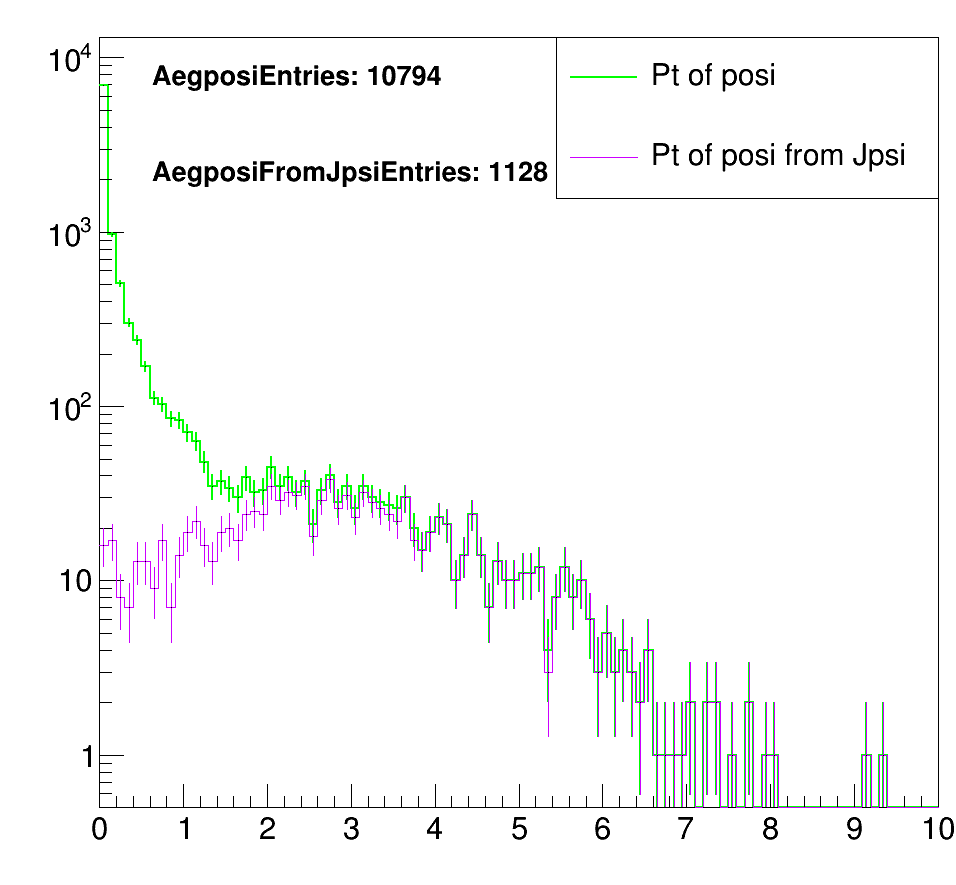 10^4
AegposiEntries: 10794
Pt of posi
AegposiFromJpsiEntries: 1128
Pt of posi from Jpsi
10^3
10^2
10
1
0 1 2 3 4 5 6 7 8 9 10